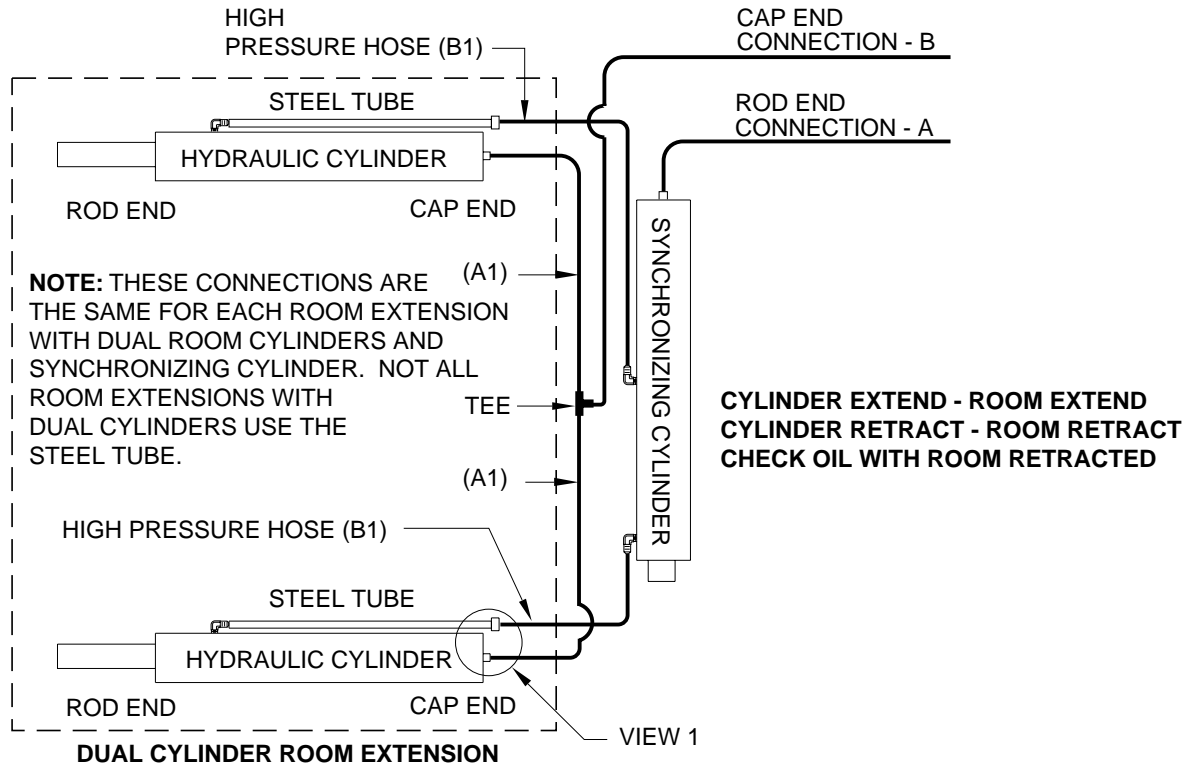 HIGH
PRESSURE HOSE (B1)
CAP END
CONNECTION - B
STEEL TUBE
ROD END
CONNECTION - A
HYDRAULIC CYLINDER
ROD END
CAP END
SYNCHRONIZING CYLINDER
NOTE: THESE CONNECTIONS ARE
THE SAME FOR EACH ROOM EXTENSION
WITH DUAL ROOM CYLINDERS AND
SYNCHRONIZING CYLINDER. NOT ALL
ROOM EXTENSIONS WITH
DUAL CYLINDERS USE THE
STEEL TUBE.
(A1)
TEE
(A1)
CYLINDER EXTEND - ROOM EXTEND
CYLINDER RETRACT - ROOM RETRACT
CHECK OIL WITH ROOM RETRACTED
HIGH PRESSURE HOSE (B1)
STEEL TUBE
HYDRAULIC CYLINDER
ROD END
CAP END
VIEW 1
DUAL CYLINDER ROOM EXTENSION